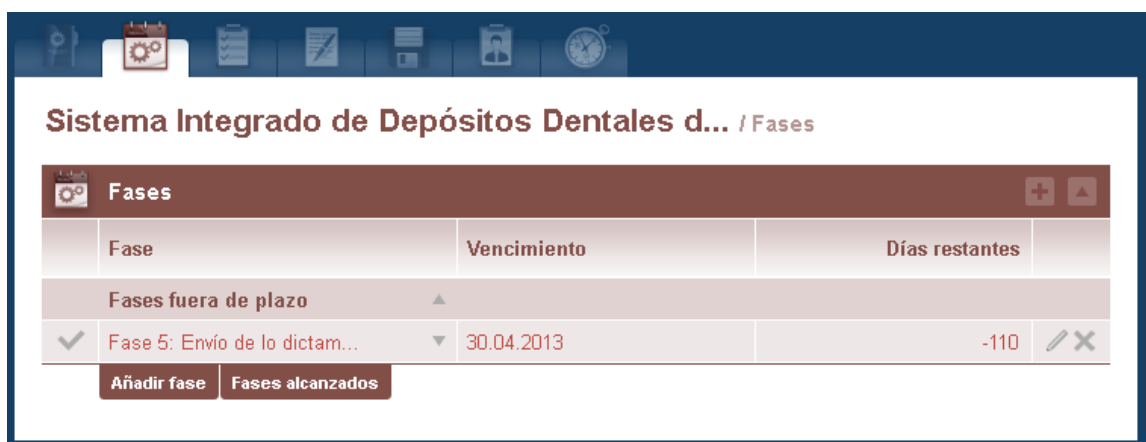 Sistema Integrado de Depósitos Dentales d... / Fases
Fases
Fase Vencimiento Días restantes
Fases fuera de plazo
Fase 5: Envío de lo dictam... 30.04.2013 -110
Añadir fase Fases alcanzados